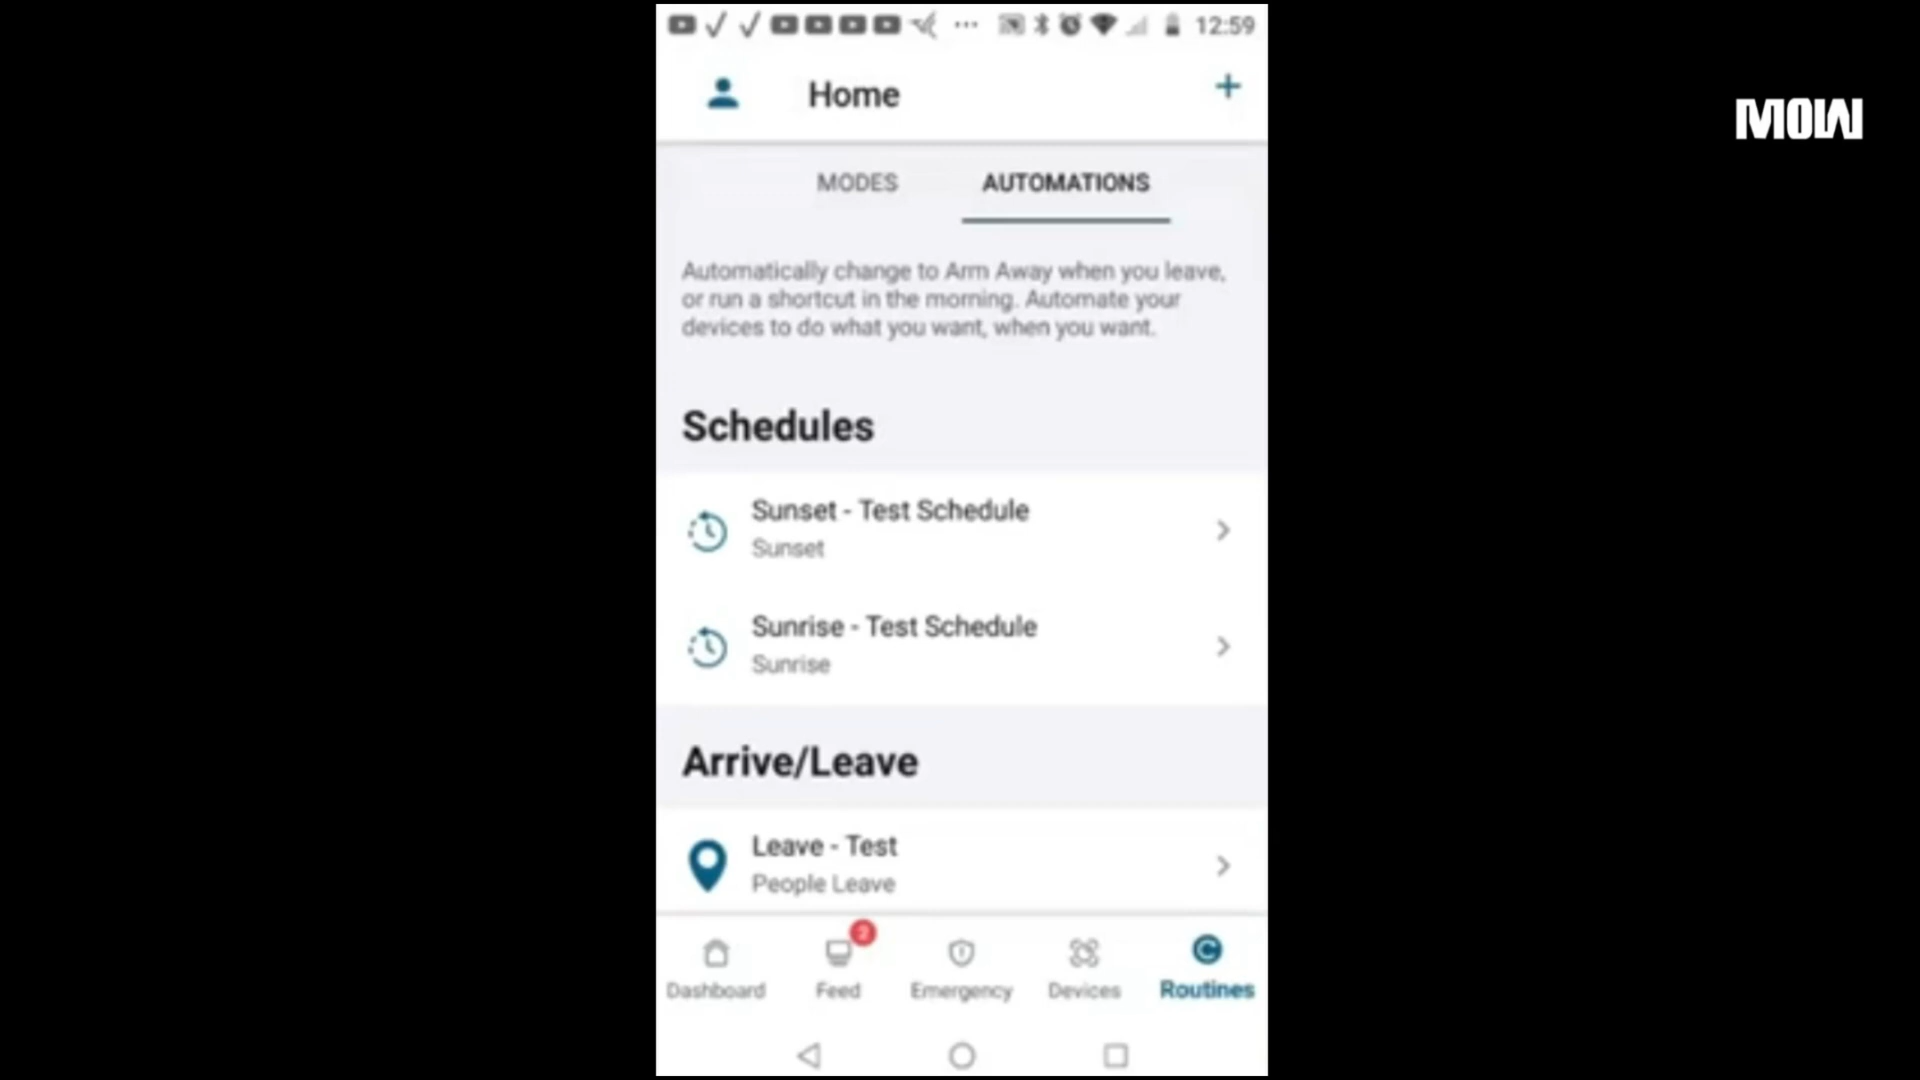 12:59
Home
MOW
MODES
AUTOMATIONS
Automatically change to Arm Away when you leave,
or run a shortcut in the morning. Automate your
devices to do what you want, when you want.
Schedules
Sunset - Test Schedule
Sunset
Sunrise - Test Schedule
Sunrise
Arrive/Leave
Leave - Test
People Leave
Dashboard
Feed
Emergency
Devices
Routines